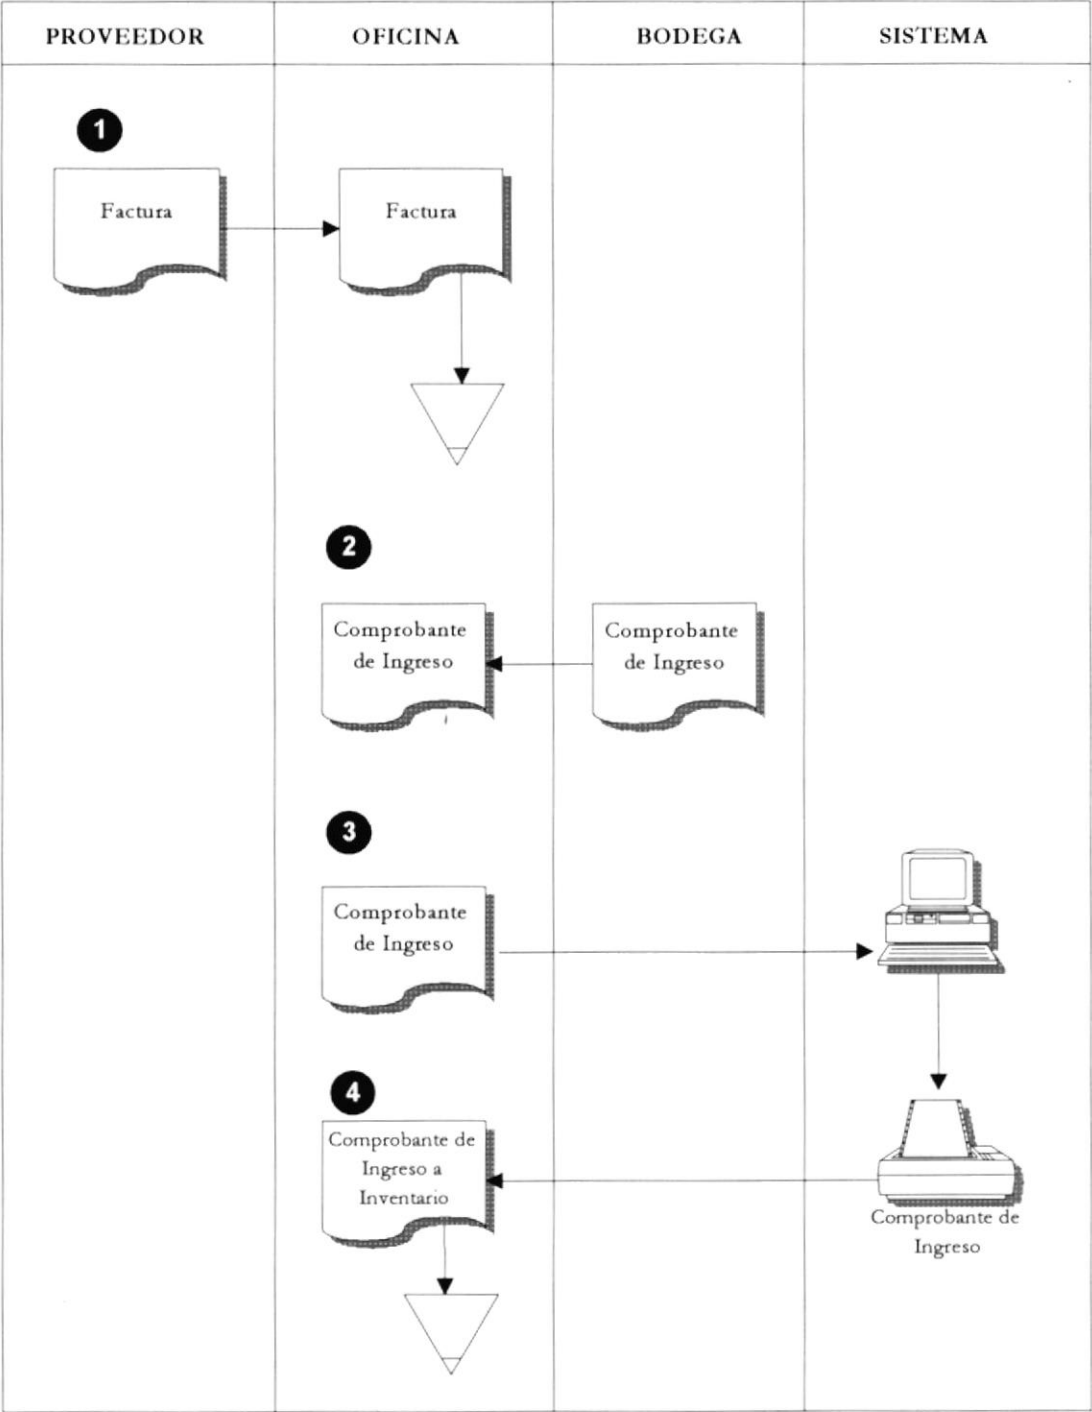 PROVEEDOR
OFICINA
BODEGA
SISTEMA
1
Factura
Factura
2
Comprobante
de Ingreso
Comprobante
de Ingreso
3
Comprobante
de Ingreso
4
Comprobante de
Ingreso a
Inventario
Comprobante de
Ingreso